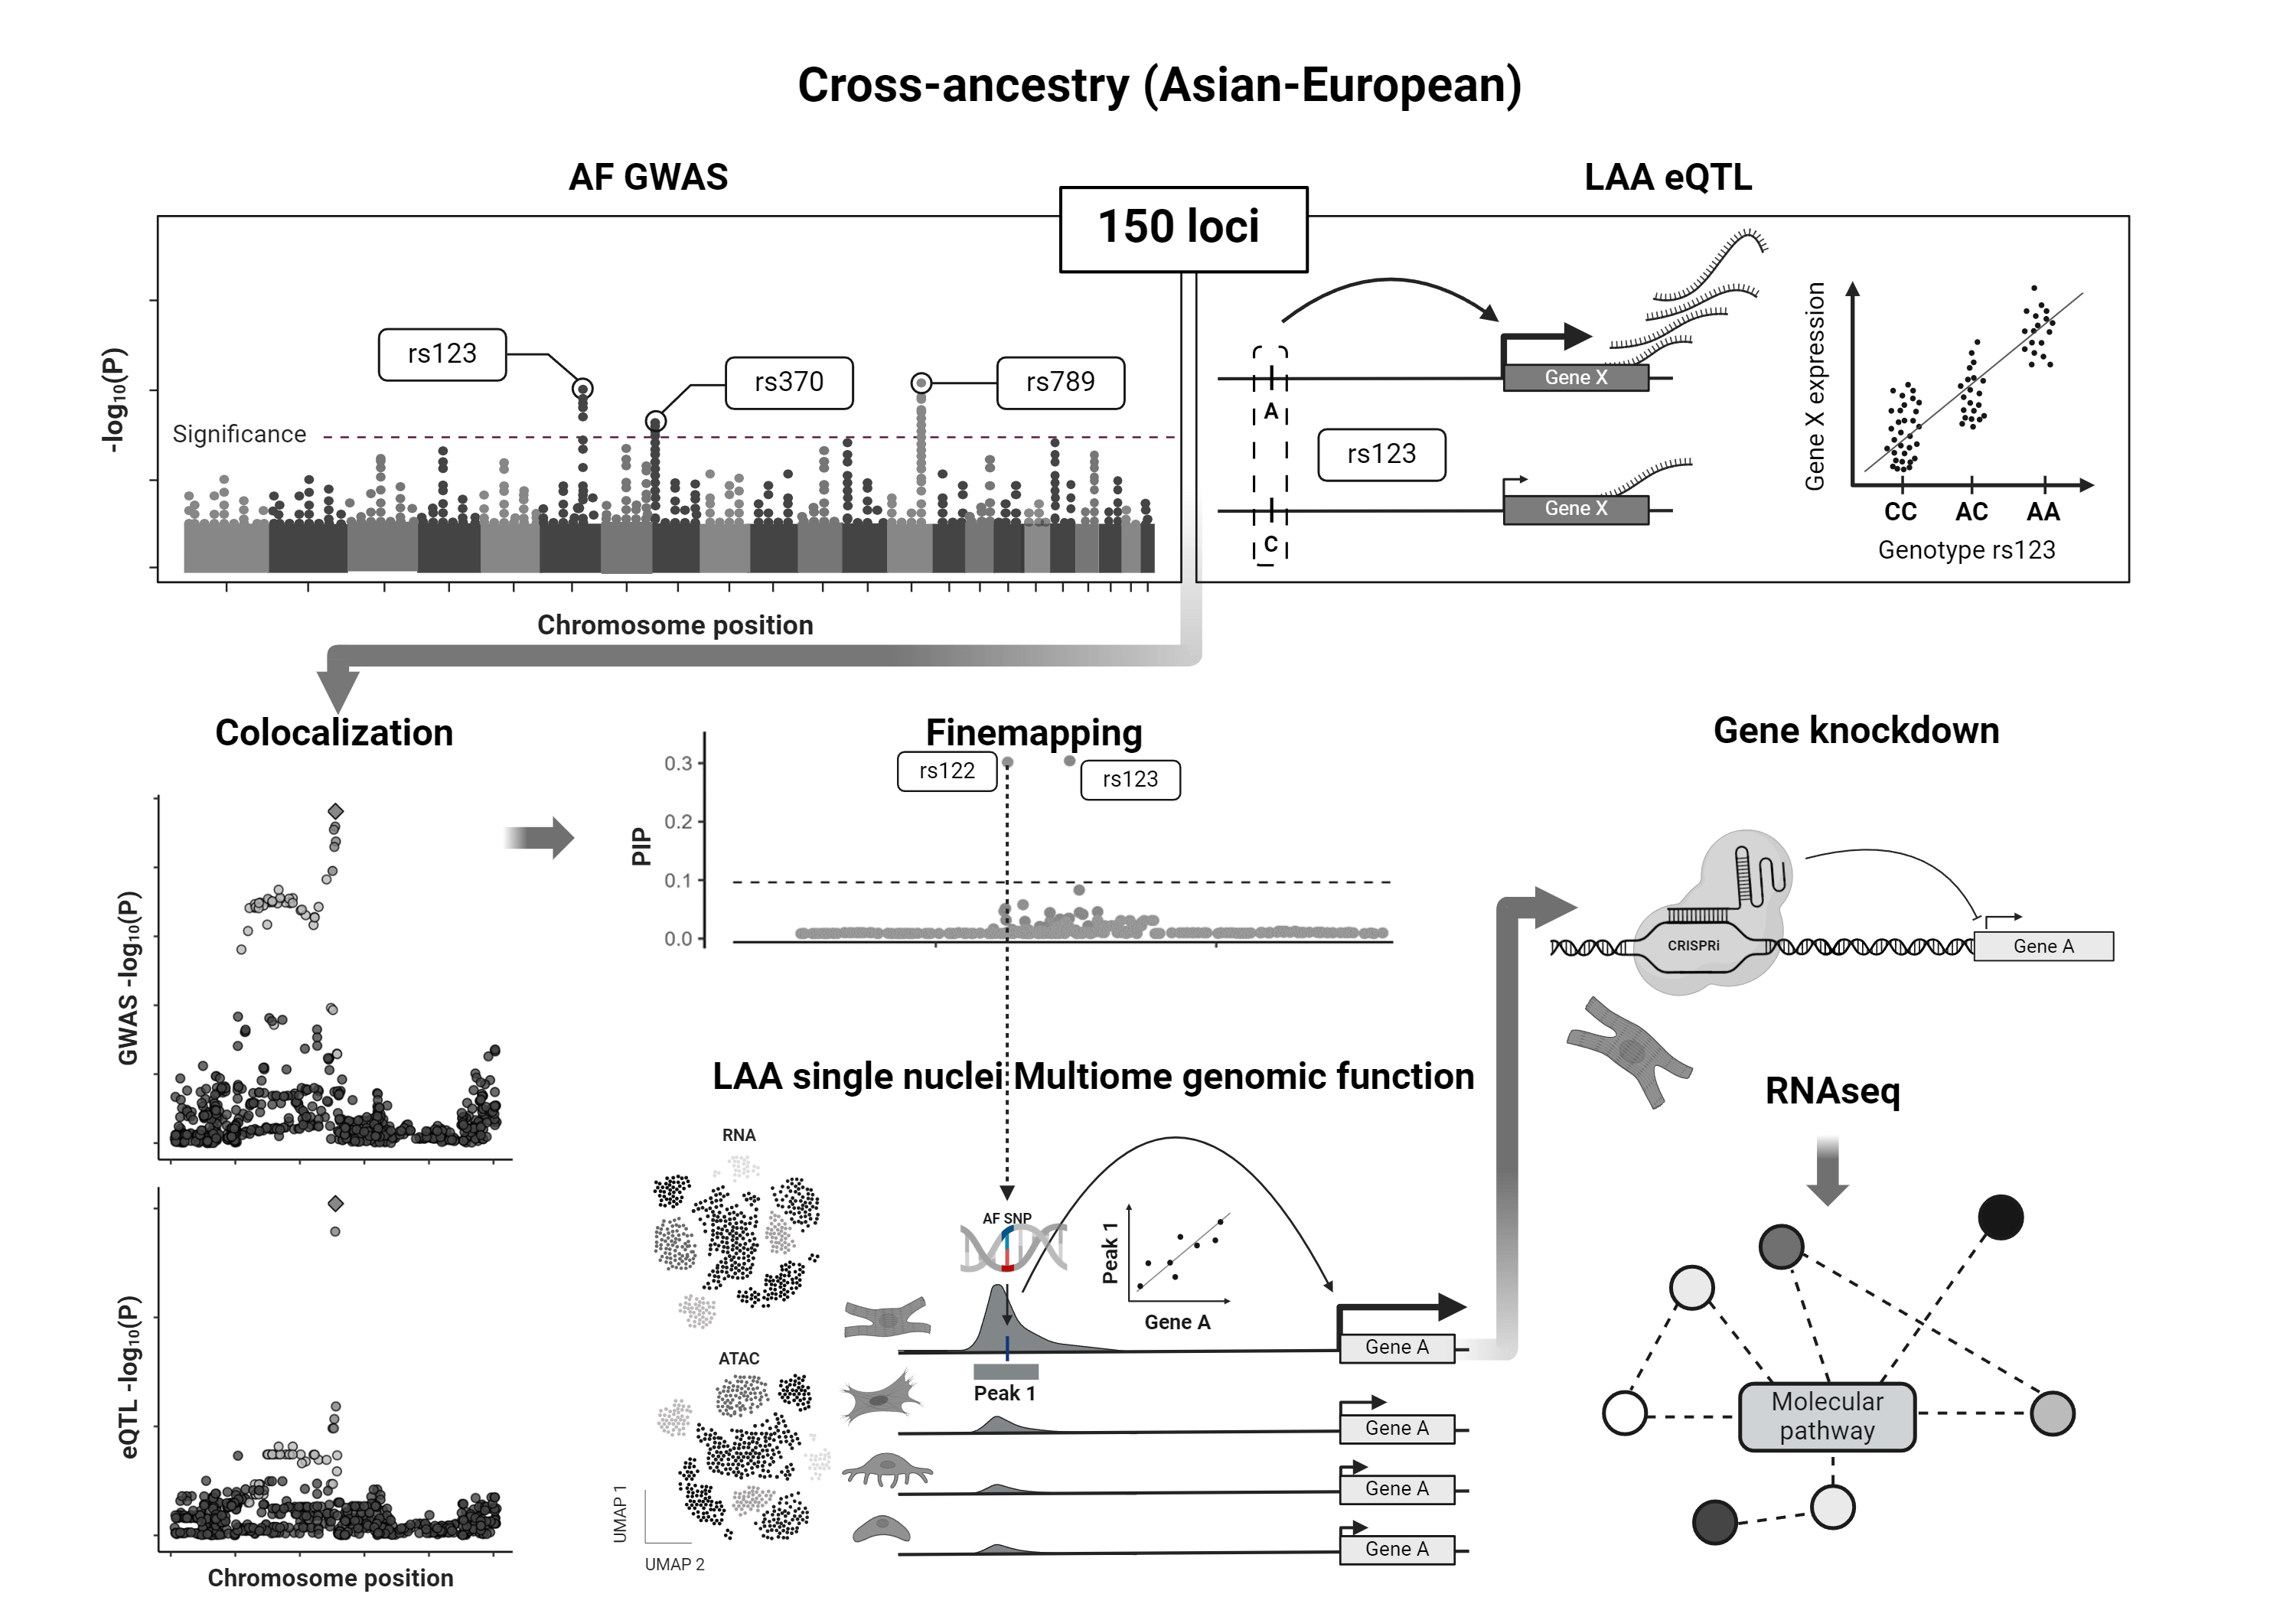 Cross-ancestry (Asian-European)
AF GWAS
LAA eQTL
150 loci
-log10(P)
Significance
rs123
rs370
rs789
Chromosome position
A
C
rs123
Gene X
Gene X
Gene X expression
CC
AC
AA
Genotype rs123
Colocalization
GWAS -log10(P)
eQTL -log10(P)
Chromosome position
Finemapping
PIP
0.3
0.2
0.1
0.0
rs122
rs123
LAA single nuclei Multiome genomic function
RNA
ATAC
UMAP 1
UMAP 2
AF SNP
Peak 1
Peak 1
Gene A
Gene A
Gene A
Gene A
Gene A
Gene knockdown
CRISPRi
Gene A
RNAseq
Molecular
pathway